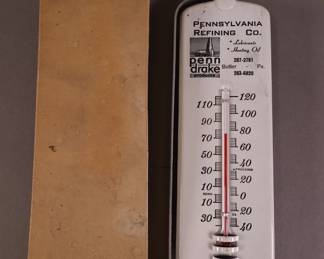 PENNSYLVANIA
REFINING CO.
• Lubricants
• Heating Oil
287-2781
Butler Pa.
283-4820
penn
drake
120
110
100
90
80
70
60
50
40
30
20
10
0
10
20
30
40